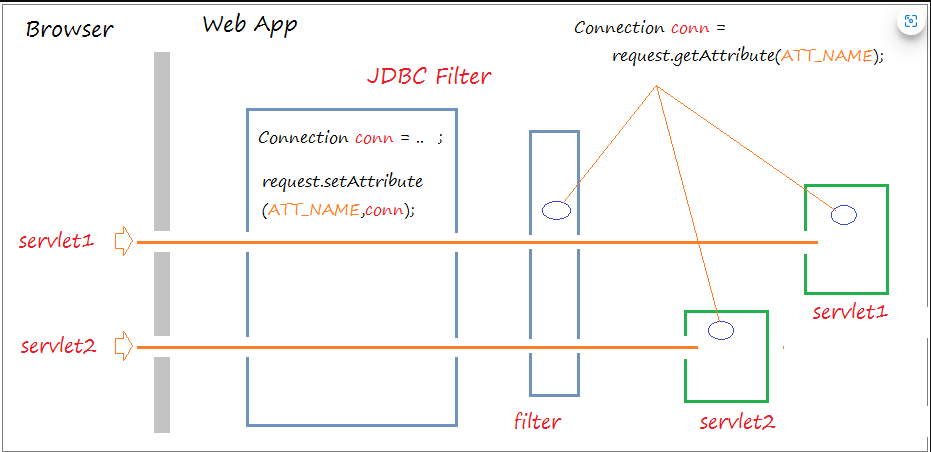 Browser
Web App
Connection conn =
request.getAttribute(ATT_NAME);
JDBC Filter
Connection conn = .. ;
request.setAttribute
(ATT_NAME,conn);
servlet1
servlet1
servlet2
filter
servlet2